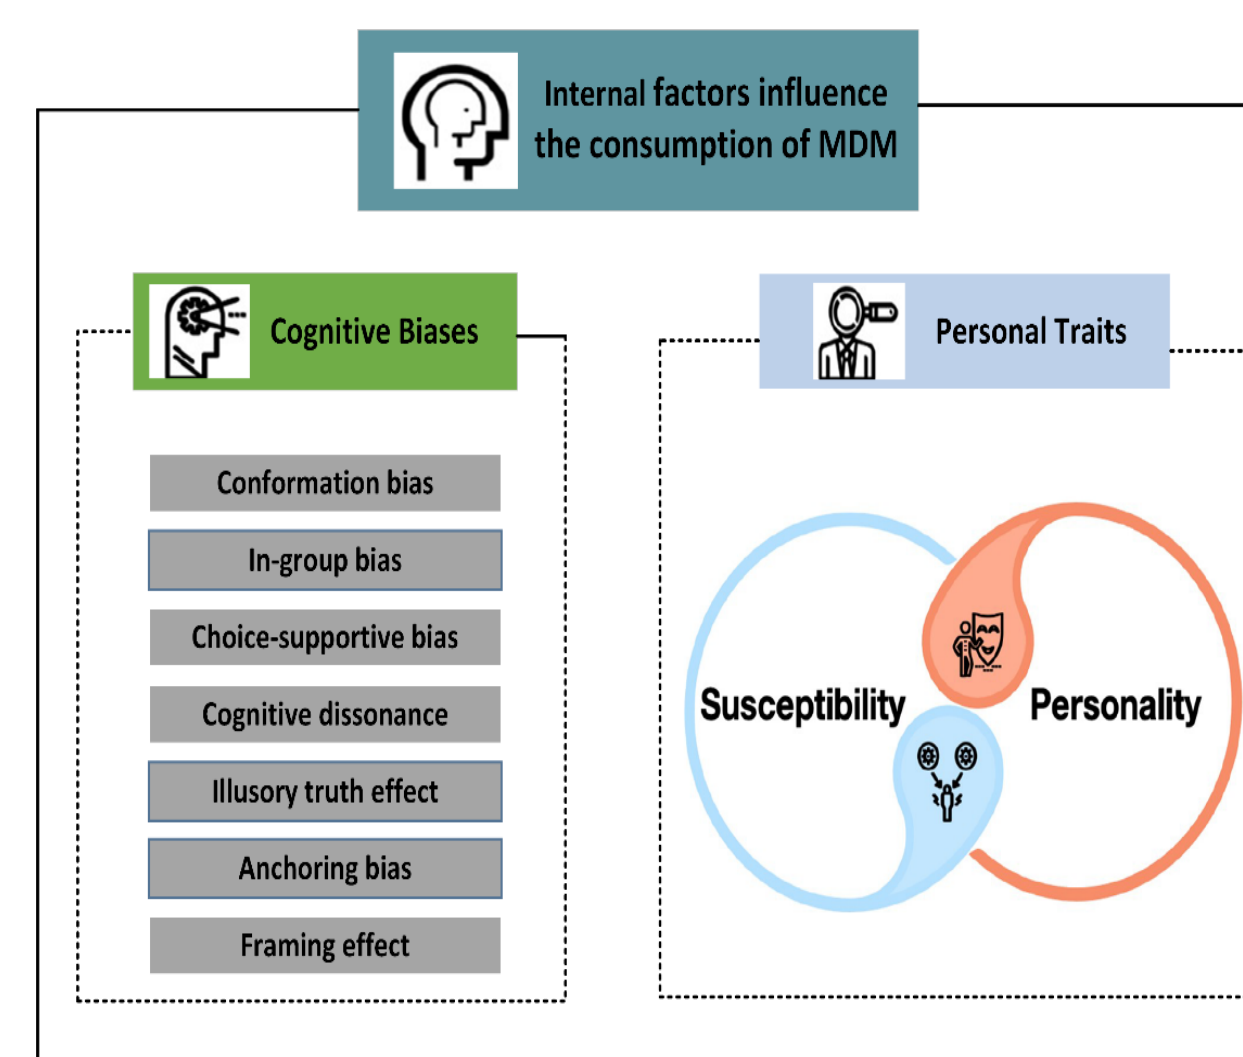 Internal factors influence
the consumption of MDM
Cognitive Biases
Conformation bias
In-group bias
Choice-supportive bias
Cognitive dissonance
Illusory truth effect
Anchoring bias
Framing effect
Personal Traits
Susceptibility
Personality